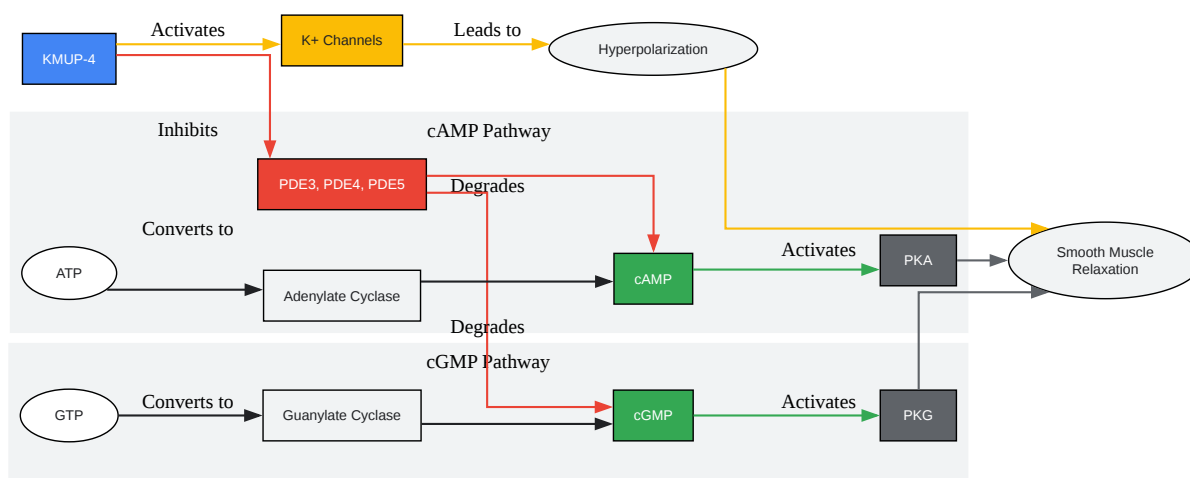 Activates
Leads to
KMUP-4
K+ Channels
Hyperpolarization
Inhibits
cAMP Pathway
PDE3, PDE4, PDE5
Degrades
Converts to
Activates
ATP
Adenylate Cyclase
cAMP
PKA
Smooth Muscle
Relaxation
Degrades
cGMP Pathway
Converts to
Activates
GTP
Guanylate Cyclase
cGMP
PKG